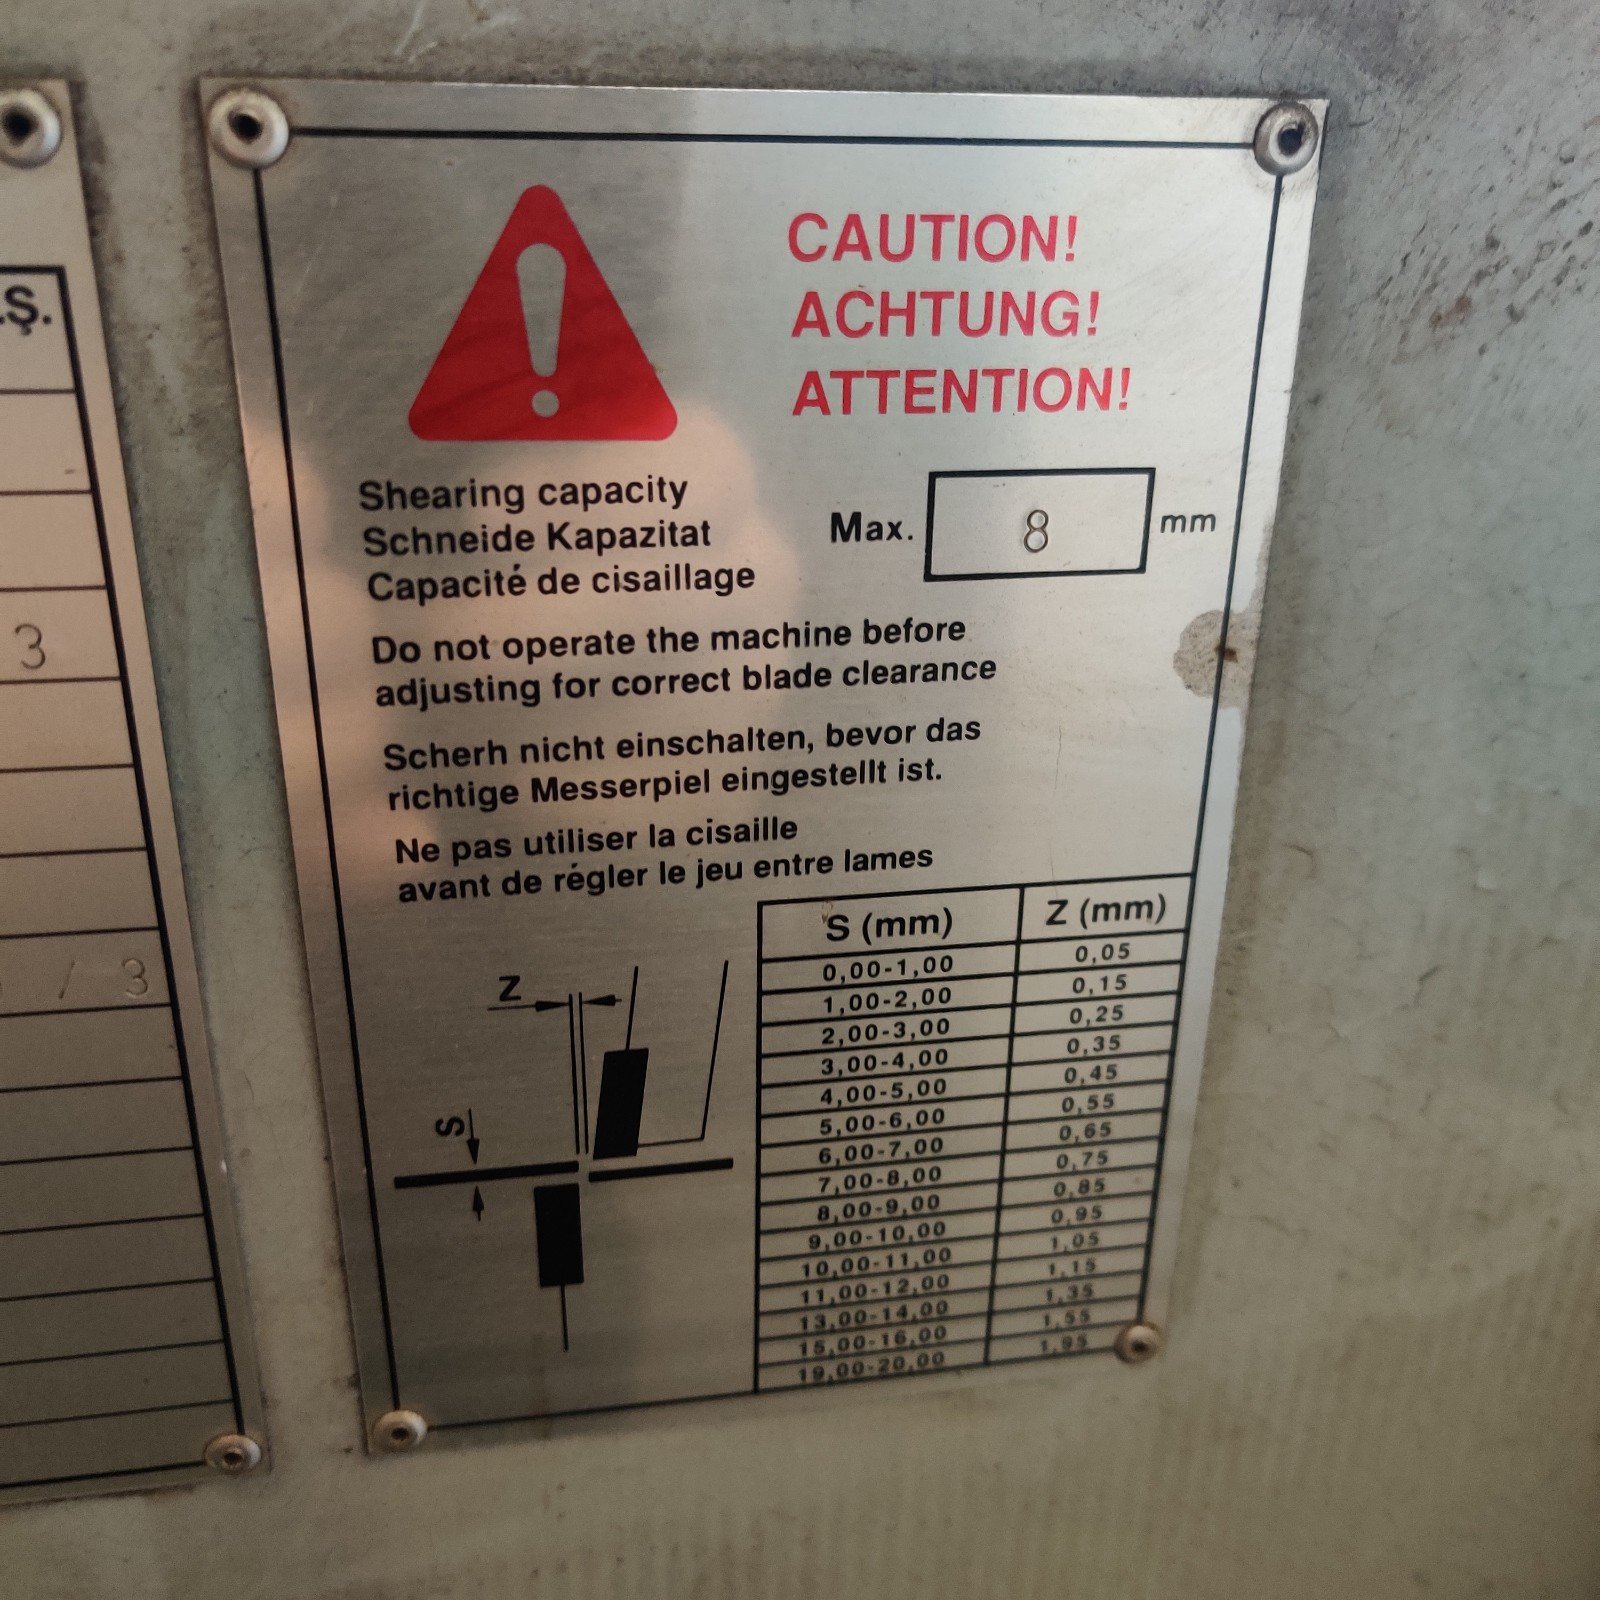 .Ş.
3
/ 3
CAUTION!
ACHTUNG!
ATTENTION!
Shearing capacity
Schneide Kapazitat
Capacité de cisaillage
Max. 8 mm
Do not operate the machine before
adjusting for correct blade clearance
Scherh nicht einschalten, bevor das
richtige Messerpiel eingestellt ist.
Ne pas utiliser la cisaille
avant de régler le jeu entre lames
Z
S
S (mm) Z (mm)
0,00-1,00 0,05
1,00-2,00 0,15
2,00-3,00 0,25
3,00-4,00 0,35
4,00-5,00 0,45
5,00-6,00 0,55
6,00-7,00 0,65
7,00-8,00 0,75
8,00-9,00 0,85
9,00-10,00 0,95
10,00-11,00 1,05
11,00-12,00 1,15
13,00-14,00 1,35
15,00-16,00 1,55
19,00-20,00 1,95